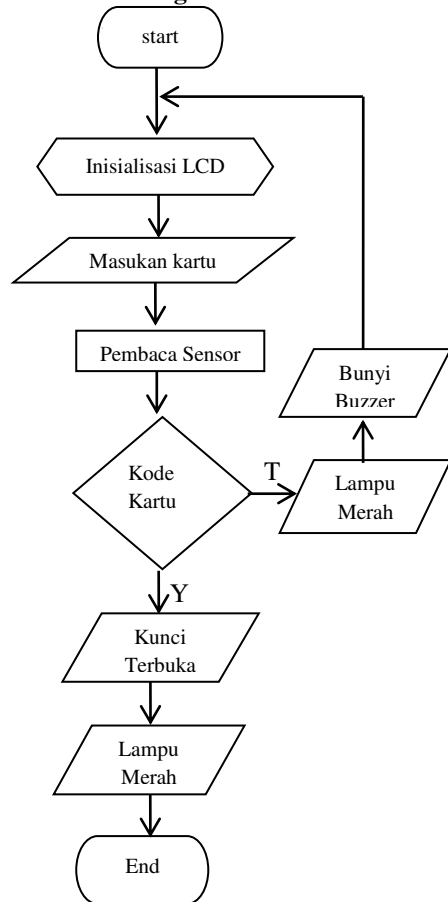 start
Inisialisasi LCD
Masukan kartu
Pembaca Sensor
Kode
Kartu
T
Lampu
Merah
Bunyi
Buzzer
Y
Kunci
Terbuka
Lampu
Merah
End